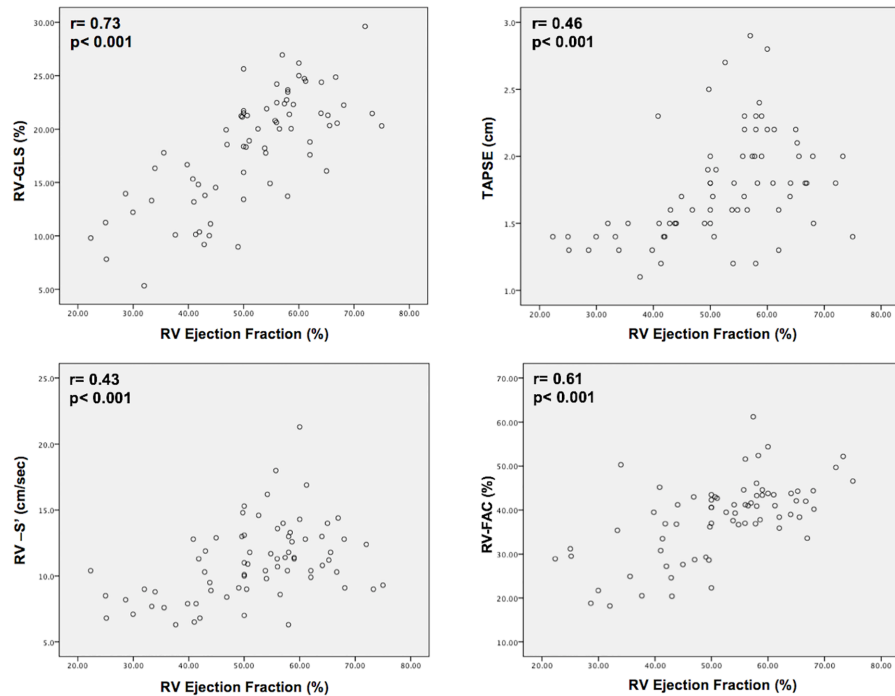 r= 0.73
p< 0.001
RV-GLS (%)
30.00
25.00
20.00
15.00
10.00
5.00
20.00 30.00 40.00 50.00 60.00 70.00 80.00
RV Ejection Fraction (%)
r= 0.46
p< 0.001
TAPSE (cm)
3.0
2.5
2.0
1.5
1.0
20.00 30.00 40.00 50.00 60.00 70.00 80.00
RV Ejection Fraction (%)
r= 0.43
p< 0.001
RV –S’ (cm/sec)
25.0
20.0
15.0
10.0
5.0
20.00 30.00 40.00 50.00 60.00 70.00 80.00
RV Ejection Fraction (%)
r= 0.61
p< 0.001
RV-FAC (%)
70.00
60.00
50.00
40.00
30.00
20.00
10.00
20.00 30.00 40.00 50.00 60.00 70.00 80.00
RV Ejection Fraction (%)